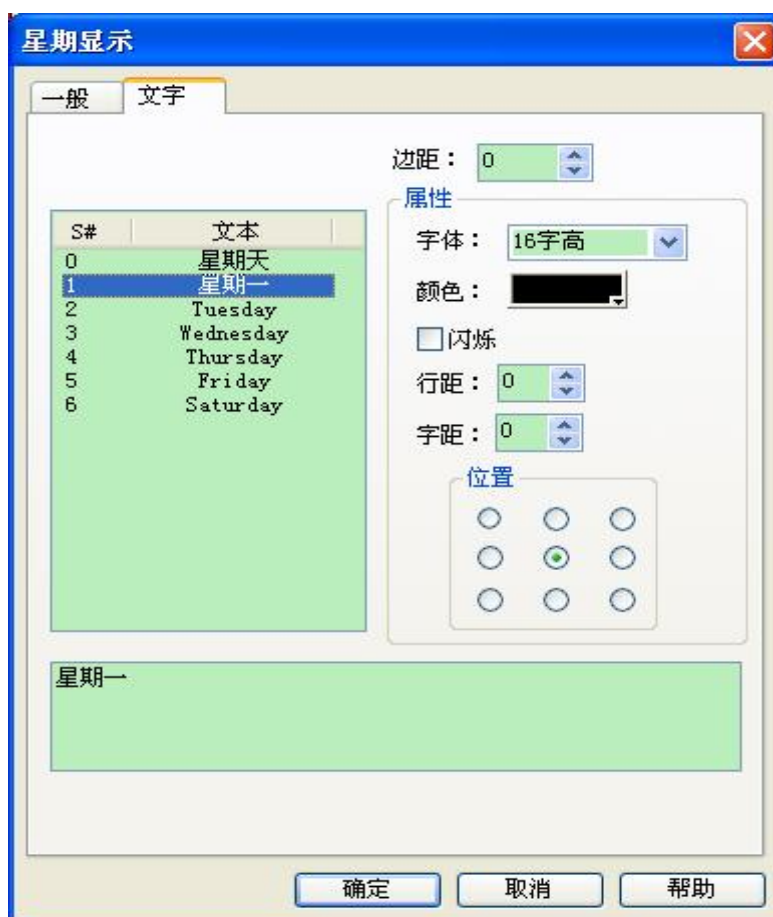 星期显示
一般 文字
边距： 0
属性
S# 文本
字体： 16字高
0 星期天
1 星期一
颜色：
2 Tuesday
3 Wednesday
闪烁
4 Thursday
5 Friday
行距： 0
6 Saturday
字距： 0
位置
星期一
确定 取消 帮助